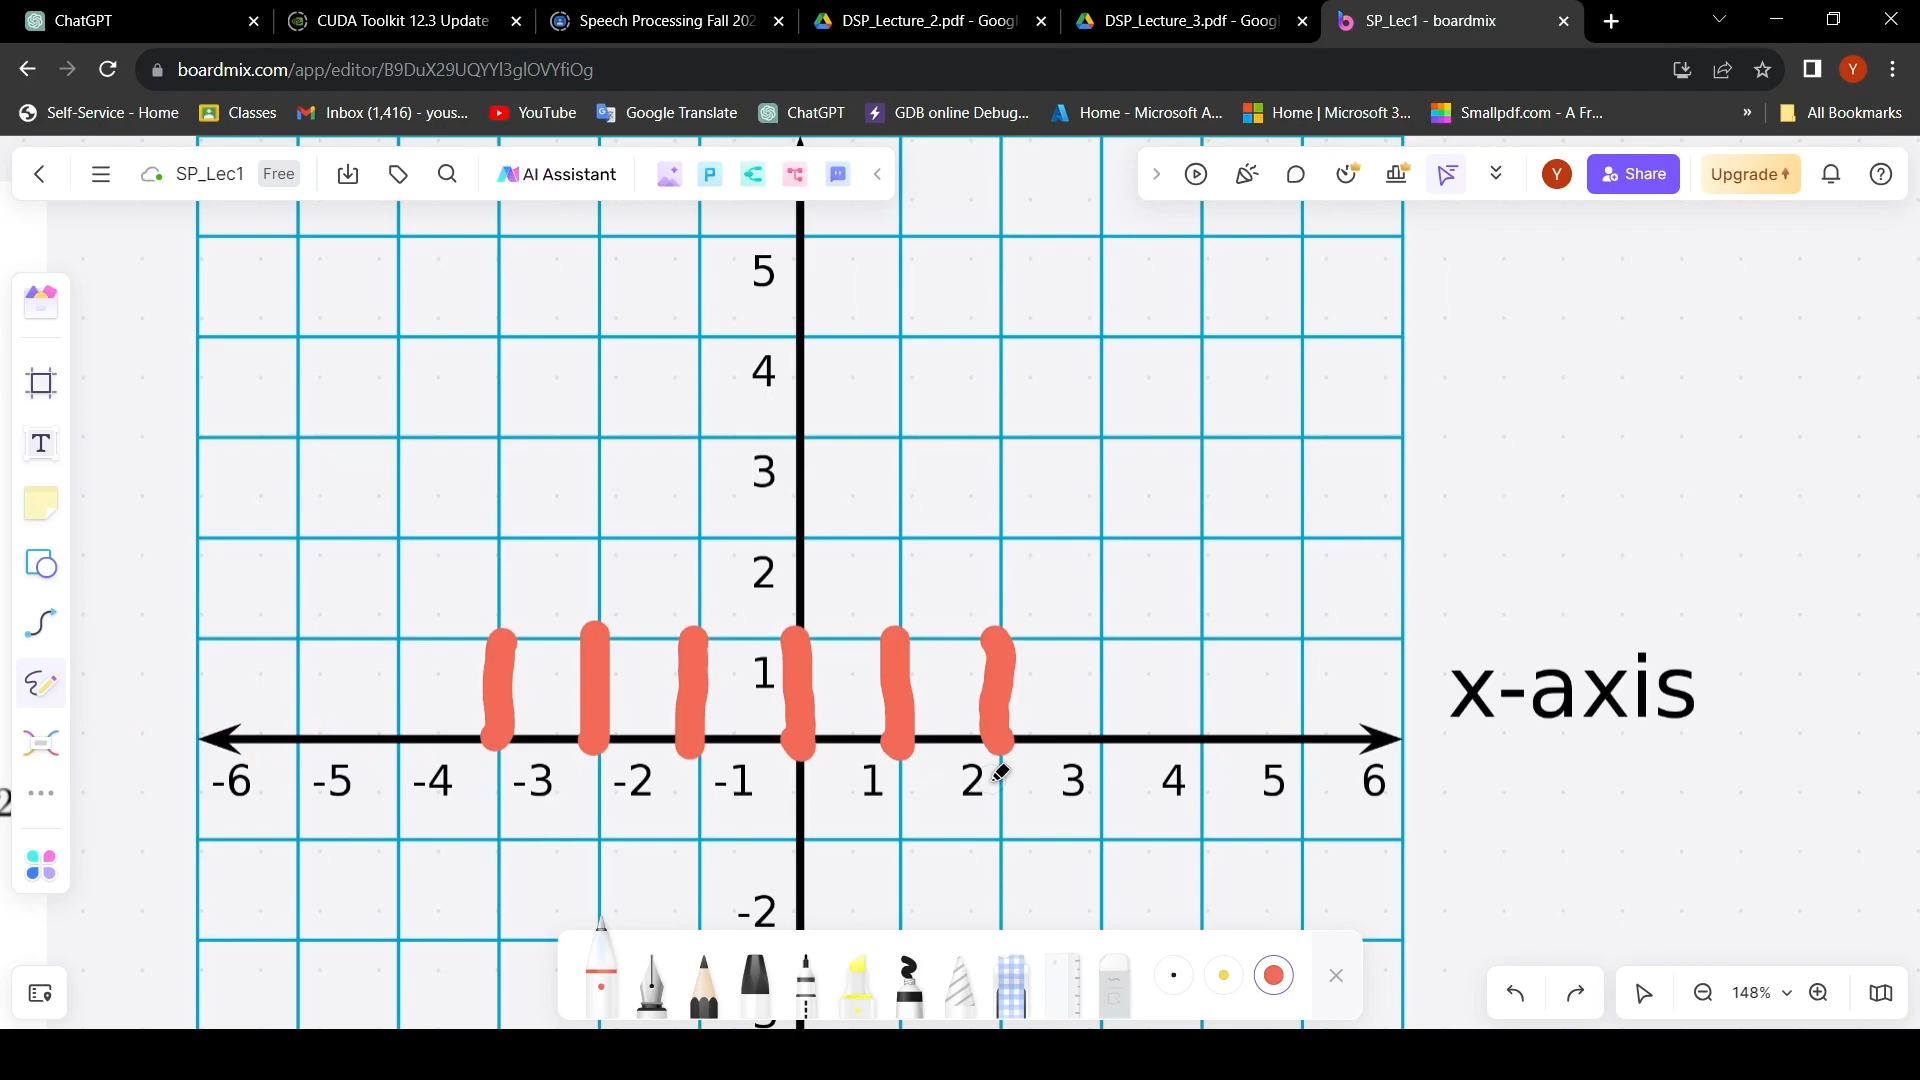 ChatGPT
CUDA Toolkit 12.3 Update
Speech Processing Fall 202
DSP_Lecture_2.pdf - Googl
DSP_Lecture_3.pdf - Googl
SP_Lec1 - boardmix
boardmix.com/app/editor/B9DuX29UQYYl3glOVYfiOg
Y
Self-Service - Home
Classes
Inbox (1,416) - yous...
YouTube
Google Translate
ChatGPT
GDB online Debug...
Home - Microsoft A...
Home | Microsoft 3...
Smallpdf.com - A Fr...
»
All Bookmarks
SP_Lec1
Free
AI Assistant
P
Y
Share
Upgrade
T
5
4
3
2
1
x-axis
-6 -5 -4 -3 -2 -1 1 2 3 4 5 6
2
-2
148%